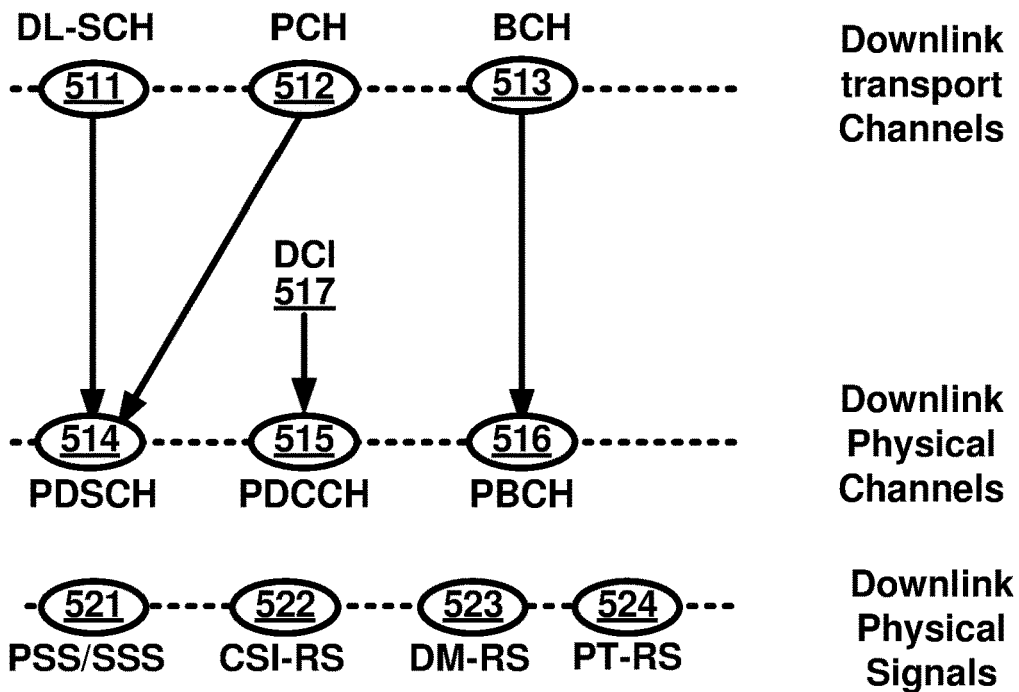 DL-SCH PCH BCH
511 512 513
Downlink
transport
Channels
DCI
517
514 515 516
PDSCH PDCCH PBCH
Downlink
Physical
Channels
521 522 523 524
PSS/SSS CSI-RS DM-RS PT-RS
Downlink
Physical
Signals